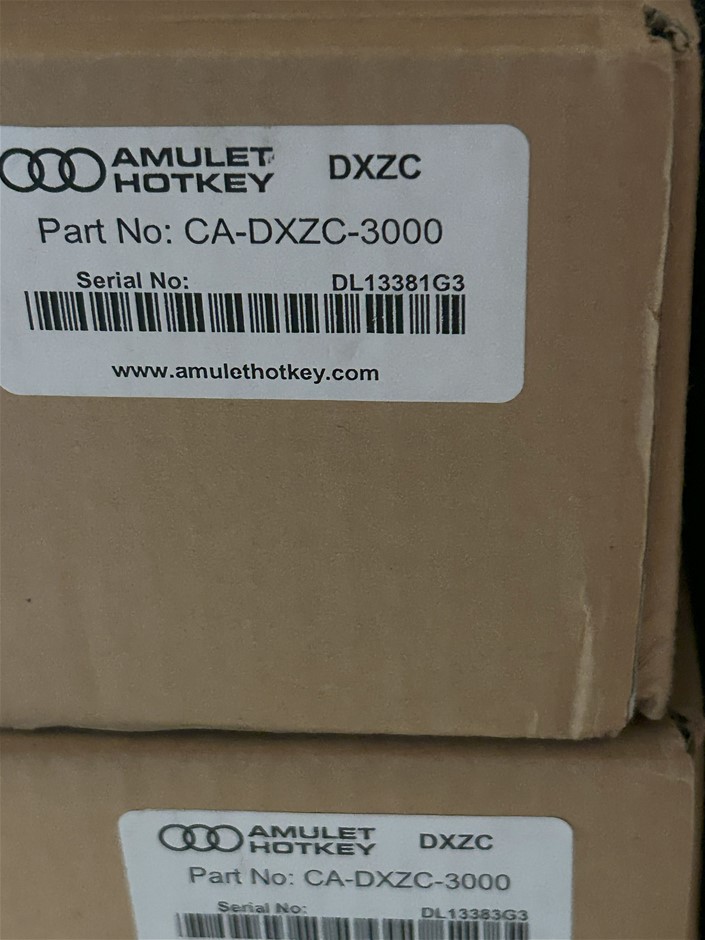 AMULET HOTKEY DXZC
Part No: CA-DXZC-3000
Serial No: DL13381G3
www.amulethotkey.com
AMULET HOTKEY DXZC
Part No: CA-DXZC-3000
Serial No: DL13383G3